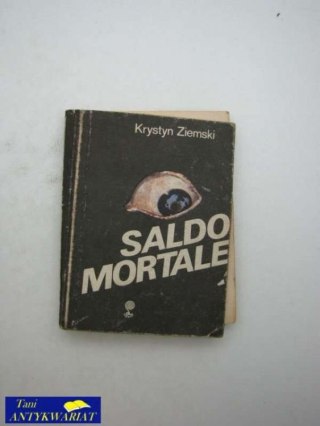 Krystyn Ziemski
SALDO
MORTALE
Tani
ANTYKWARIAT